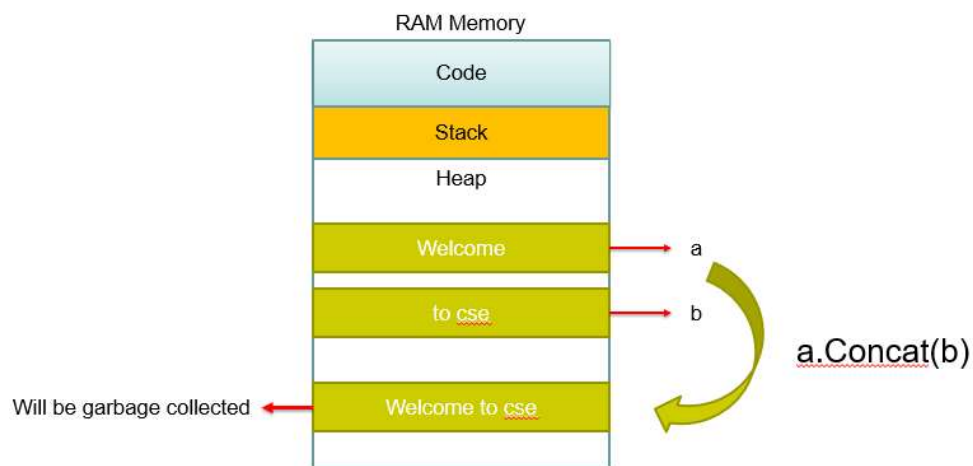 RAM Memory
Code
Stack
Heap
Welcome
a
to cse
b
a.Concat(b)
Will be garbage collected
Welcome to cse